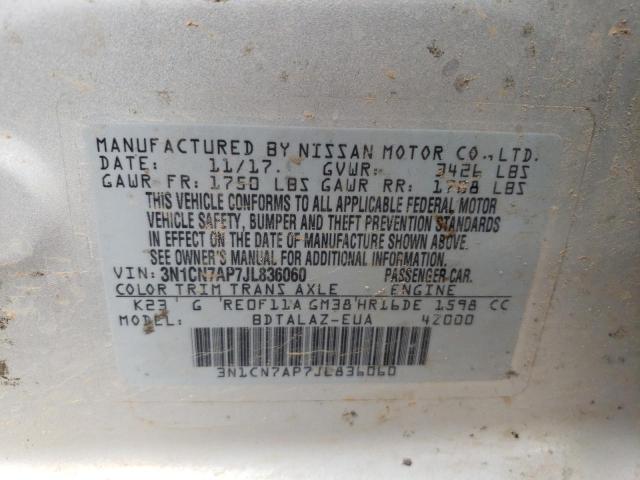 MANUFACTURED BY NISSAN MOTOR CO.,LTD.
DATE: 11/17. GVWR: 3426 LBS
GAWR FR: 1750 LBS GAWR RR: 1708 LBS
THIS VEHICLE CONFORMS TO ALL APPLICABLE FEDERAL MOTOR
VEHICLE SAFETY, BUMPER AND THEFT PREVENTION STANDARDS
IN EFFECT ON THE DATE OF MANUFACTURE SHOWN ABOVE.
SEE OWNER'S MANUAL FOR ADDITIONAL INFORMATION.
VIN: 3N1CN7AP7JL836060 PASSENGER CAR.
COLOR TRIM TRANS AXLE ENGINE
K23 G RE0F11A GM38 HR16DE 1598 CC
MODEL: BDTALAZ-EUA 42000
3N1CN7AP7JL836060